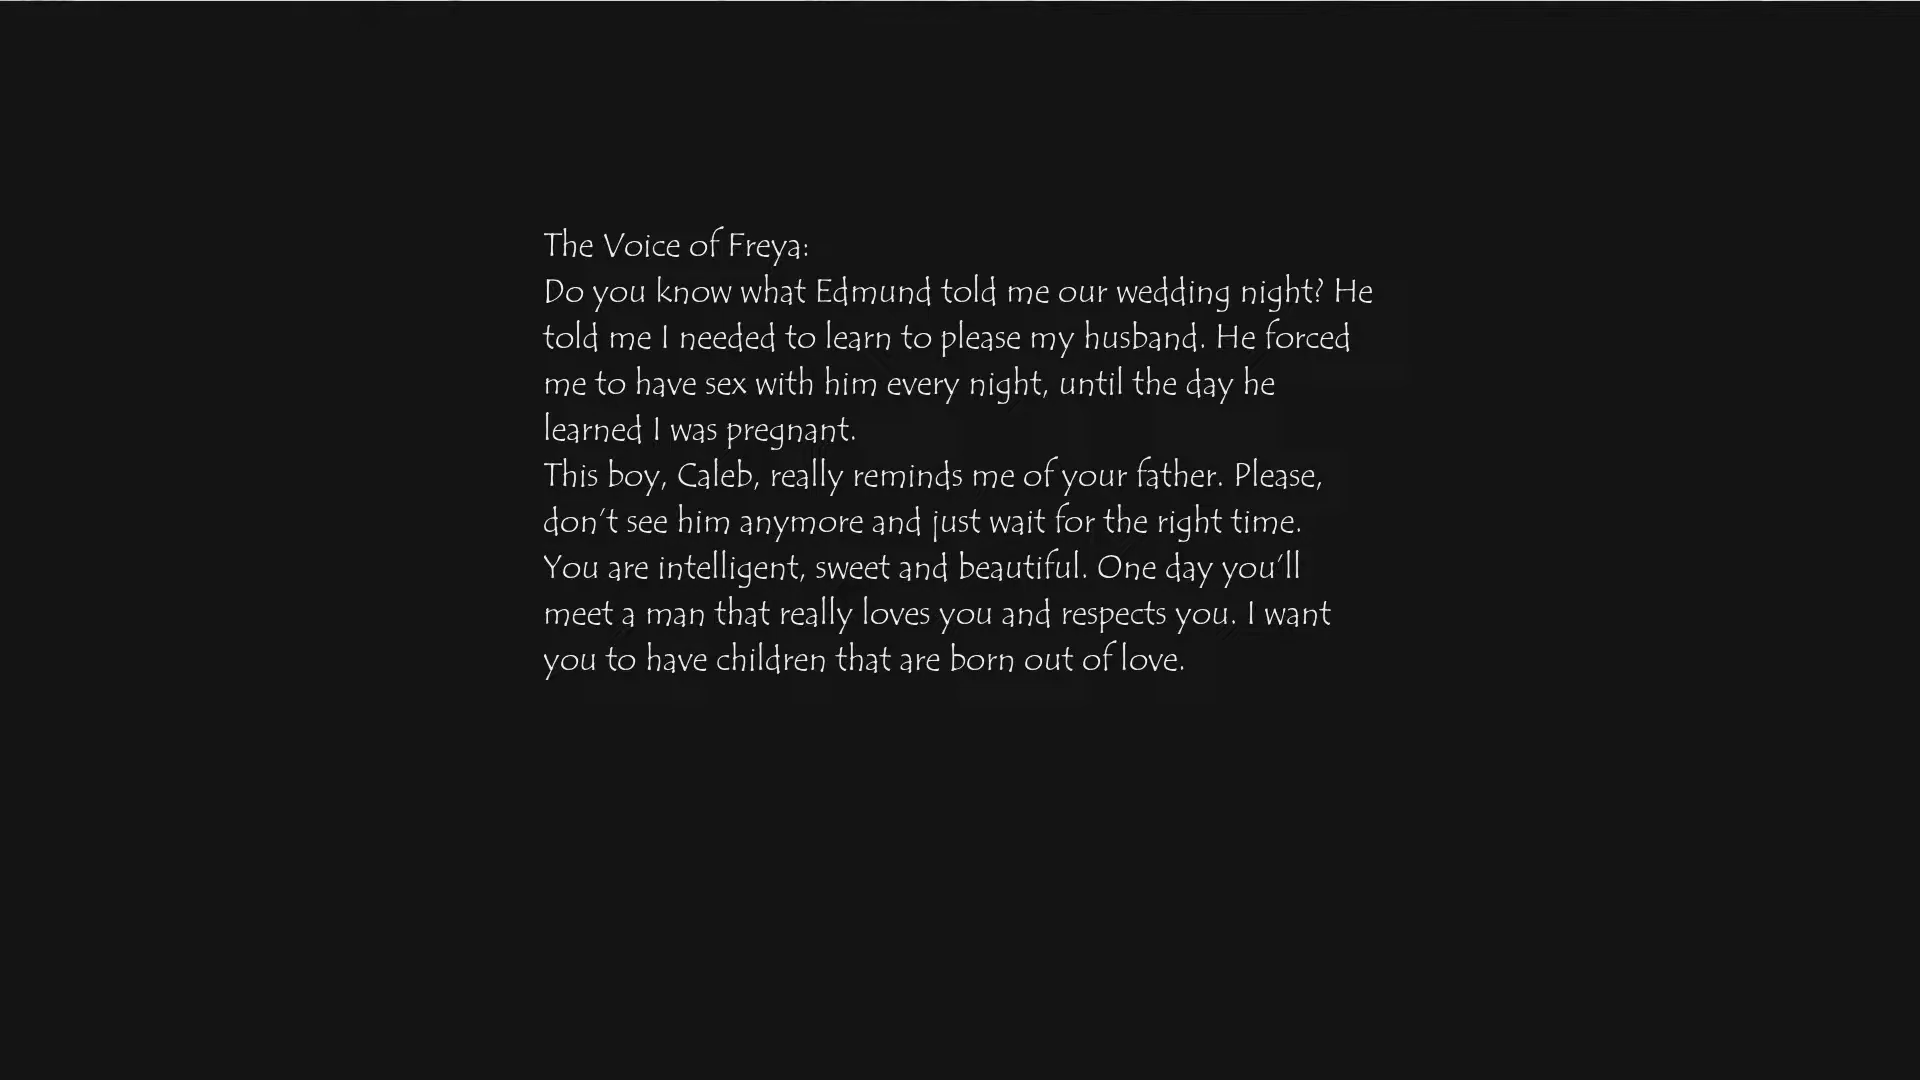 The Voice of Freya:
Do you know what Edmund told me our wedding night? He
told me I needed to learn to please my husband. He forced
me to have sex with him every night, until the day he
learned I was pregnant.
This boy, Caleb, really reminds me of your father. Please,
don't see him anymore and just wait for the right time.
You are intelligent, sweet and beautiful. One day you'll
meet a man that really loves you and respects you. I want
you to have children that are born out of love.